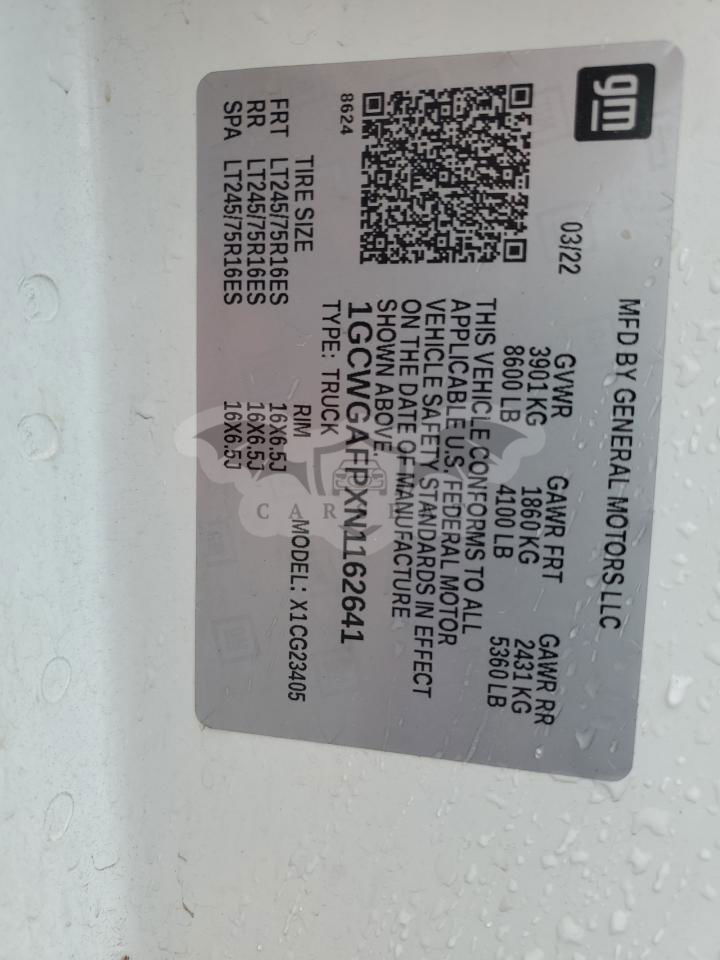 gm
MFD BY GENERAL MOTORS LLC
03/22
GVWR GAWR FRT GAWR RR
3901 KG 1860 KG 2431 KG
8600 LB 4100 LB 5360 LB
THIS VEHICLE CONFORMS TO ALL
APPLICABLE U.S. FEDERAL MOTOR
VEHICLE SAFETY STANDARDS IN EFFECT
ON THE DATE OF MANUFACTURE
SHOWN ABOVE.
1GCWGAFPXN1162641
TYPE: TRUCK
8624
MODEL: X1CG23405
TIRE SIZE RIM
FRT LT245/75R16ES 16X6.5J
RR LT245/75R16ES 16X6.5J
SPA LT245/75R16ES 16X6.5J